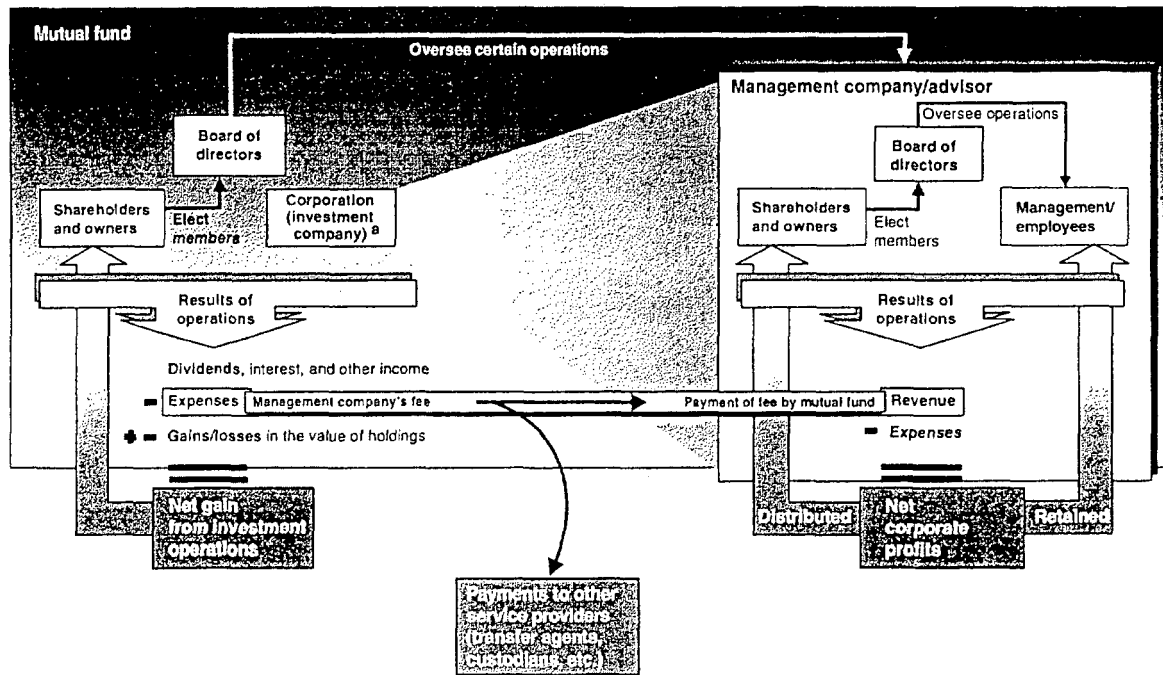 Mutual fund
Oversee certain operations
Board of
directors
Shareholders
and owners
Elect
members
Corporation
(investment
company) a
Results of
operations
Dividends, interest, and other income
- Expenses
Management company's fee
Payment of fee by mutual fund
+ - Gains/losses in the value of holdings
Net gain
from investment
operations
Payments to other
service providers
(transfer agents,
custodians, etc.)
Management company/advisor
Oversee operations
Board of
directors
Shareholders
and owners
Elect
members
Management/
employees
Results of
operations
Revenue
- Expenses
Distributed
Net
corporate
profits
Retained